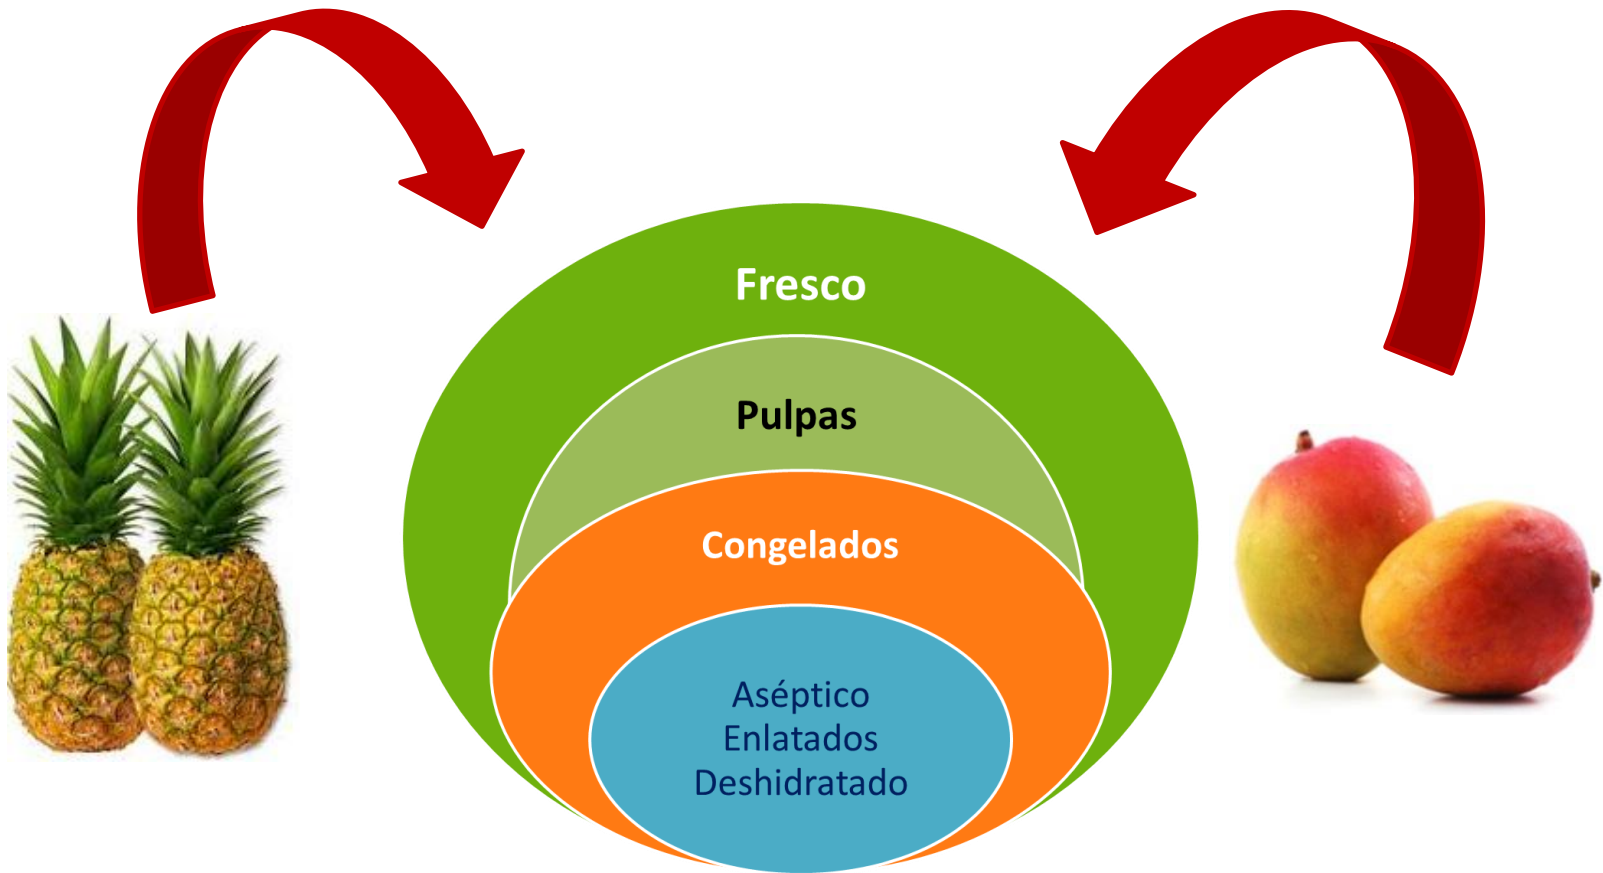 Fresco
Pulpas
Congelados
Aséptico
Enlatados
Deshidratado